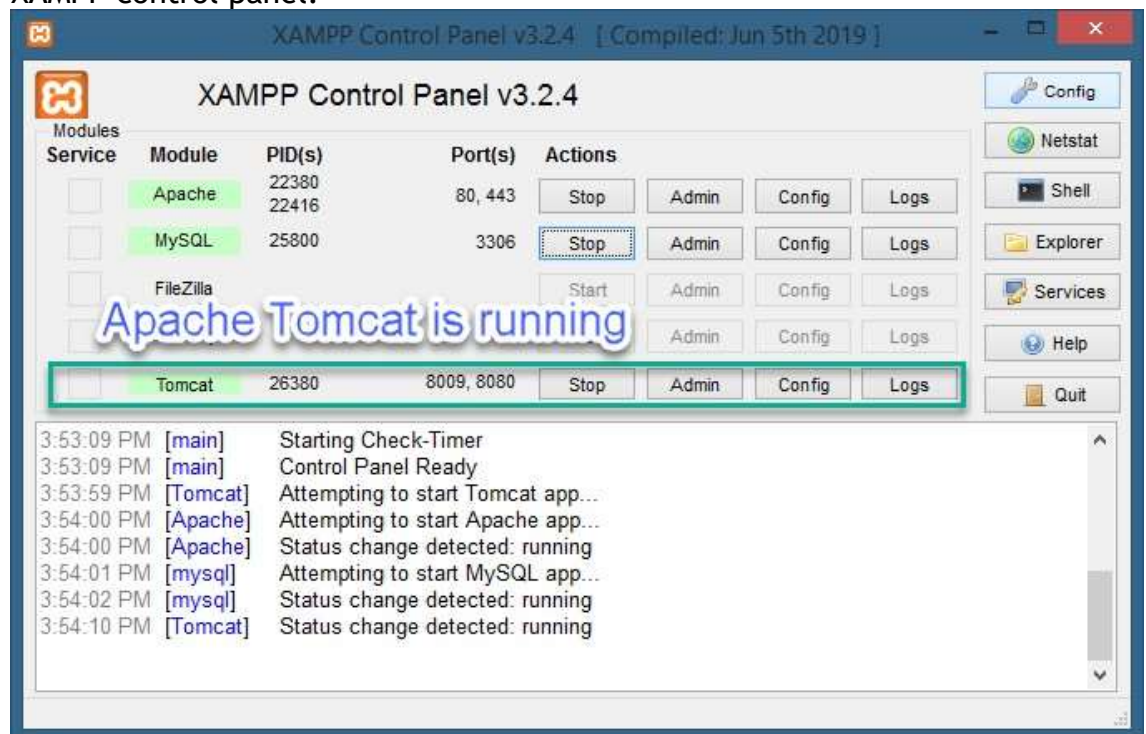 XAMPP control panel.
XAMPP Control Panel v3.2.4 [ Compiled: Jun 5th 2019 ]
XAMPP Control Panel v3.2.4
Config
Modules
Service Module PID(s) Port(s) Actions
Netstat
Apache 22380 22416 80, 443 Stop Admin Config Logs
Shell
MySQL 25800 3306 Stop Admin Config Logs
Explorer
FileZilla Start Admin Config Logs
Services
Apache Tomcat is running
Admin Config Logs
Help
Tomcat 26380 8009, 8080 Stop Admin Config Logs
Quit
3:53:09 PM [main] Starting Check-Timer
3:53:09 PM [main] Control Panel Ready
3:53:59 PM [Tomcat] Attempting to start Tomcat app...
3:54:00 PM [Apache] Attempting to start Apache app...
3:54:00 PM [Apache] Status change detected: running
3:54:01 PM [mysql] Attempting to start MySQL app...
3:54:02 PM [mysql] Status change detected: running
3:54:10 PM [Tomcat] Status change detected: running